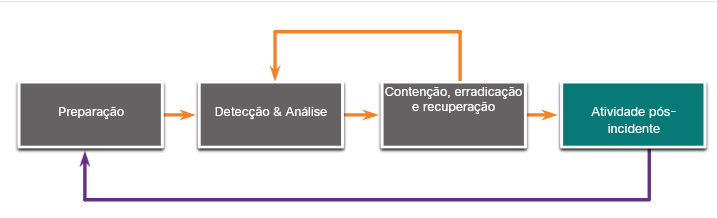 Preparação
Detecção & Análise
Contenção, erradicação
e recuperação
Atividade pós-
incidente